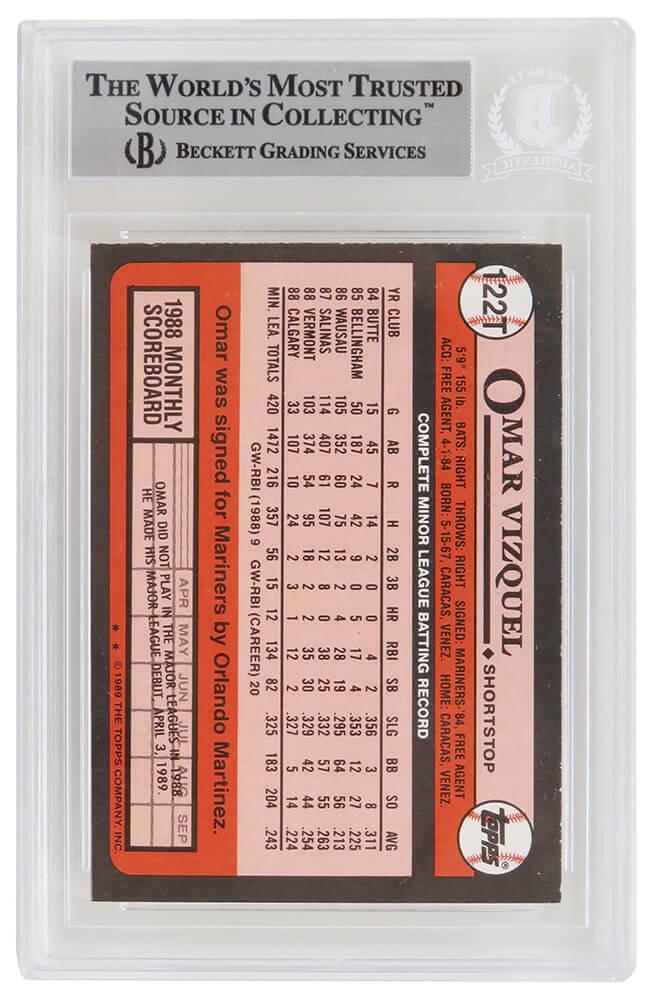 THE WORLD'S MOST TRUSTED
SOURCE IN COLLECTING™
B BECKETT GRADING SERVICES
BECKETT
B
AUTHENTIC
122T
OMAR VIZQUEL ♦ SHORTSTOP
topps®
5'9" 155 lb. BATS: RIGHT THROWS: RIGHT SIGNED: MARINERS-'84, FREE AGENT
ACQ: FREE AGENT, 4-1-84 BORN: 5-15-67, CARACAS, VENEZ. HOME: CARACAS, VENEZ.
COMPLETE MINOR LEAGUE BATTING RECORD
YR CLUB G AB R H 2B 3B HR RBI SB SLG BB SO AVG
84 BUTTE 15 45 7 14 2 0 0 4 2 .356 3 8 .311
85 BELLINGHAM 50 187 24 42 9 0 5 17 4 .353 12 27 .225
86 WAUSAU 105 352 60 75 13 2 4 28 19 .295 64 56 .213
87 SALINAS 114 407 61 107 12 8 0 38 25 .332 57 55 .263
88 VERMONT 103 374 54 95 18 2 2 35 30 .329 42 44 .254
88 CALGARY 33 107 10 24 2 3 1 12 2 .327 5 14 .224
MIN. LEA. TOTALS 420 1472 216 357 56 15 12 134 82 .325 183 204 .243
GW-RBI (1988) 9 GW-RBI (CAREER) 20
Omar was signed for Mariners by Orlando Martinez.
1988 MONTHLY
SCOREBOARD
APR MAY JUN JUL AUG SEP
OMAR DID NOT PLAY IN THE MAJOR LEAGUES IN 1988.
HE MADE HIS MAJOR LEAGUE DEBUT, APRIL 3, 1989.
* * © 1989 THE TOPPS COMPANY, INC.